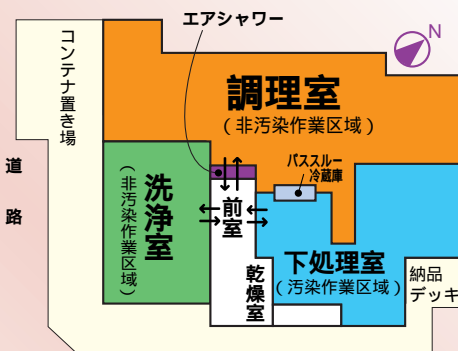 エアシャワー
N
コンテナ置き場
調理室
（非汚染作業区域）
パススルー
冷蔵庫
道路
洗浄室
（非汚染作業区域）
前室
乾燥室
下処理室
（汚染作業区域）
納品
デッキ